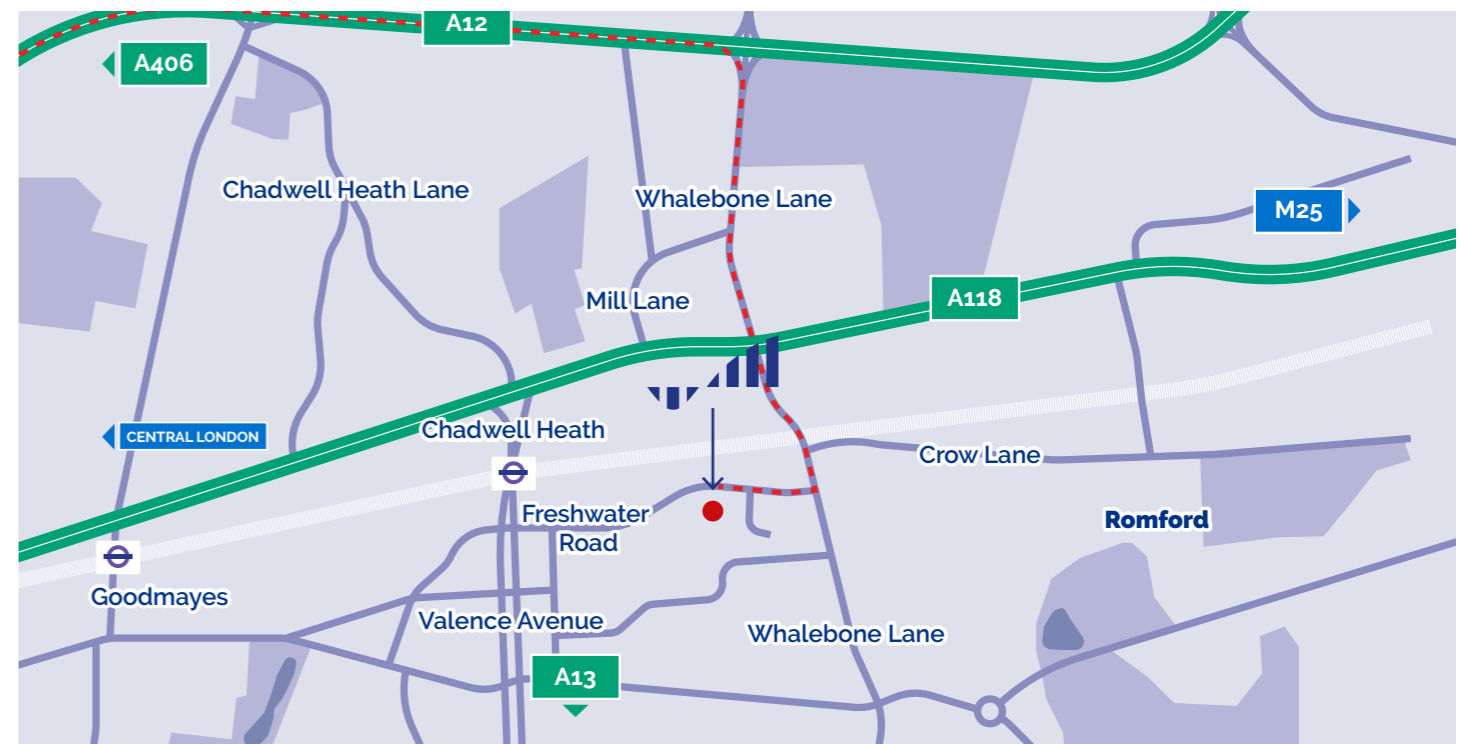 A12
A406
Chadwell Heath Lane
Whalebone Lane
M25
Mill Lane
A118
CENTRAL LONDON
Chadwell Heath
Crow Lane
Freshwater
Road
Romford
Goodmayes
Valence Avenue
Whalebone Lane
A13